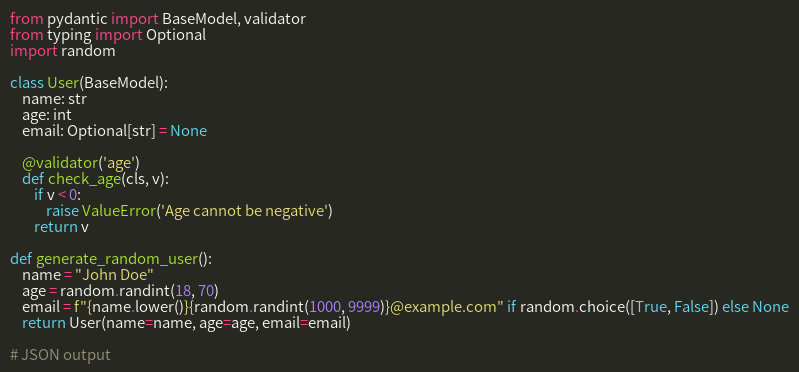 from pydantic import BaseModel, validator
from typing import Optional
import random

class User(BaseModel):
    name: str
    age: int
    email: Optional[str] = None

    @validator('age')
    def check_age(cls, v):
        if v < 0:
            raise ValueError('Age cannot be negative')
        return v

def generate_random_user():
    name = "John Doe"
    age = random.randint(18, 70)
    email = f"{name.lower()}{random.randint(1000, 9999)}@example.com" if random.choice([True, False]) else None
    return User(name=name, age=age, email=email)

# JSON output